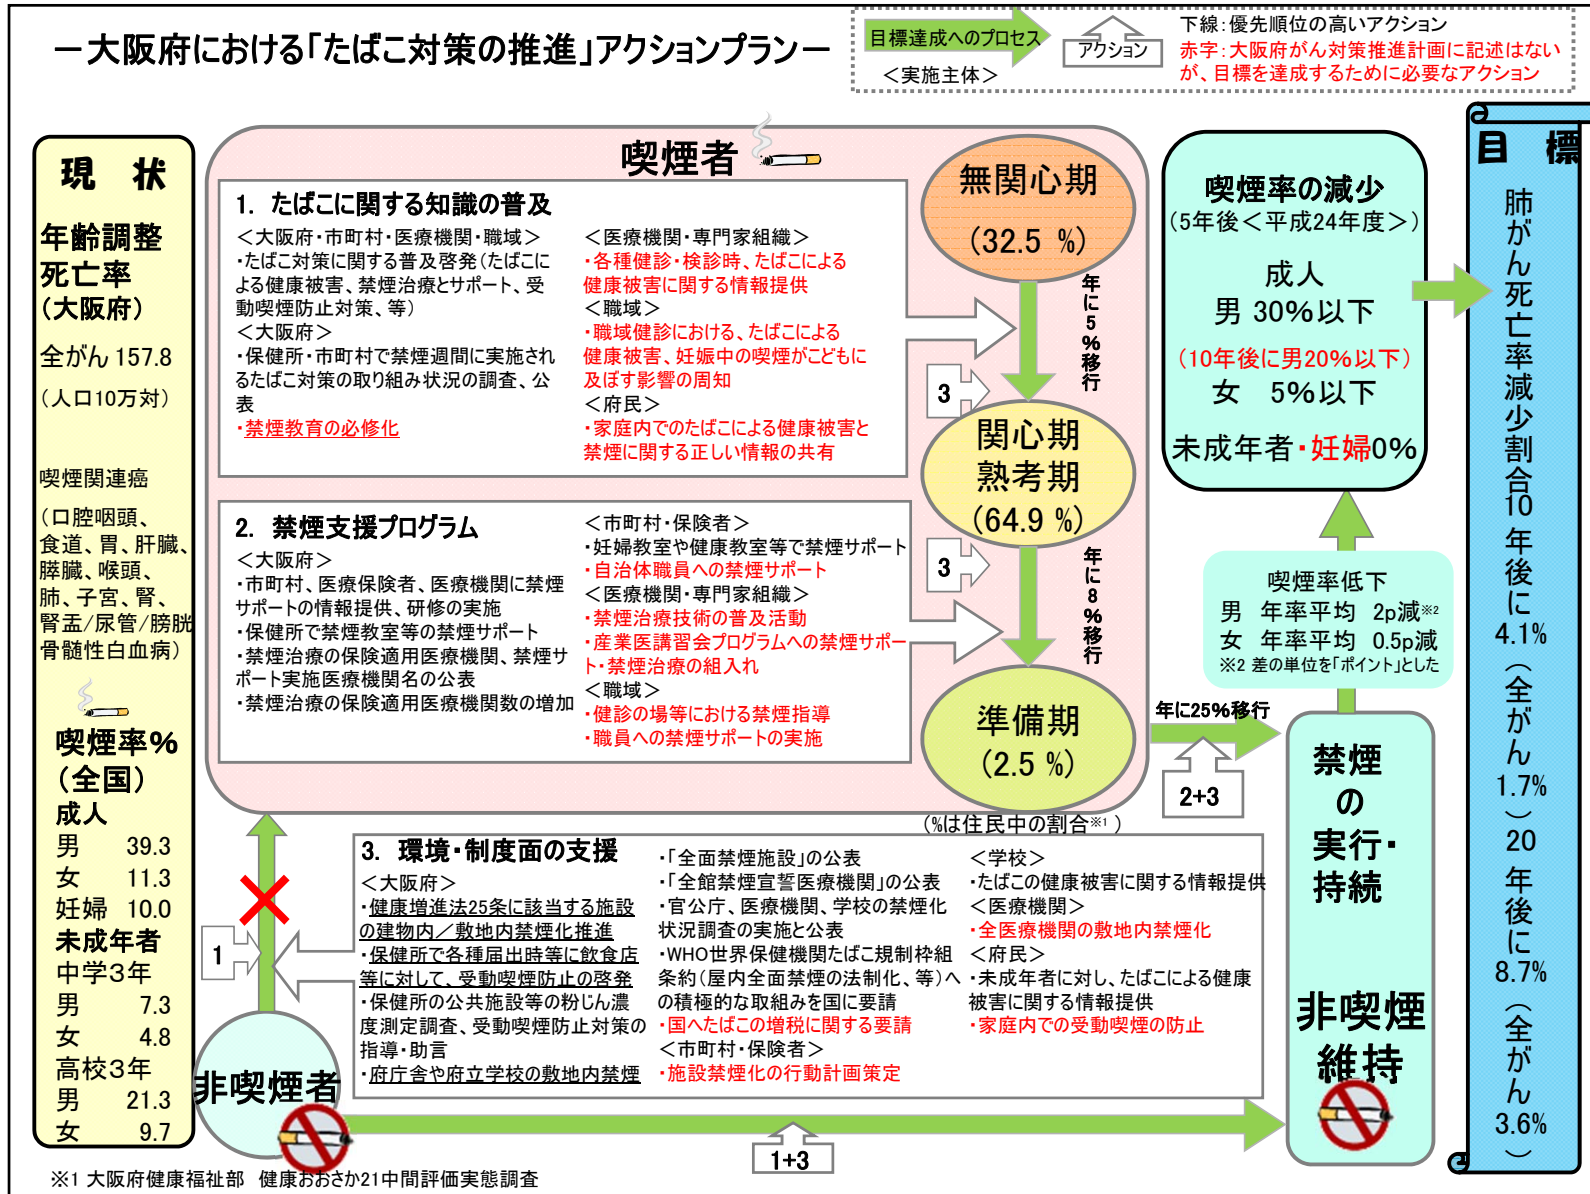 －大阪府における「たばこ対策の推進」アクションプラン－
目標達成へのプロセス
＜実施主体＞
アクション
下線：優先順位の高いアクション
赤字：大阪府がん対策推進計画に記述はない
が、目標を達成するために必要なアクション
現　状
年齢調整
死亡率
（大阪府）
全がん 157.8
（人口10万対）
喫煙関連癌
（口腔咽頭、
食道、胃、肝臓、
膵臓、喉頭、
肺、子宮、腎、
腎盂/尿管/膀胱
骨髄性白血病）
喫煙率%
（全国）
成人
男　39.3
女　11.3
妊婦　10.0
未成年者
中学３年
男　7.3
女　4.8
高校３年
男　21.3
女　9.7
喫煙者
1. たばこに関する知識の普及
＜大阪府・市町村・医療機関・職域＞
・たばこ対策に関する普及啓発（たばこに
よる健康被害、禁煙治療とサポート、受
動喫煙防止対策、等）
＜大阪府＞
・保健所・市町村で禁煙週間に実施され
るたばこ対策の取り組み状況の調査、公
表
・禁煙教育の必修化
＜医療機関・専門家組織＞
・各種健診・検診時、たばこによる
健康被害に関する情報提供
＜職域＞
・職域健診における、たばこによる
健康被害、妊娠中の喫煙がこどもに
及ぼす影響の周知
＜府民＞
・家庭内でのたばこによる健康被害と
禁煙に関する正しい情報の共有
2. 禁煙支援プログラム
＜大阪府＞
・市町村、医療保険者、医療機関に禁煙
サポートの情報提供、研修の実施
・保健所で禁煙教室等の禁煙サポート
・禁煙治療の保険適用医療機関、禁煙サ
ポート実施医療機関名の公表
・禁煙治療の保険適用医療機関数の増加
＜市町村・保険者＞
・妊婦教室や健康教室等で禁煙サポート
・自治体職員への禁煙サポート
＜医療機関・専門家組織＞
・禁煙治療技術の普及活動
・産業医講習会プログラムへの禁煙サポー
ト・禁煙治療の組入れ
＜職域＞
・健診の場等における禁煙指導
・職員への禁煙サポートの実施
無関心期
（32.5 %）
年に5%移行
3
関心期
熟考期
（64.9 %）
3
年に8%移行
準備期
（2.5 %）
（%は住民中の割合※1 ）
年に25%移行
2+3
3. 環境・制度面の支援
＜大阪府＞
・健康増進法25条に該当する施設
の建物内／敷地内禁煙化推進
・保健所で各種届出時等に飲食店
等に対して、受動喫煙防止の啓発
・保健所の公共施設等の粉じん濃
度測定調査、受動喫煙防止対策の
指導・助言
・府庁舎や府立学校の敷地内禁煙
・「全面禁煙施設」の公表
・「全館禁煙宣誓医療機関」の公表
・官公庁、医療機関、学校の禁煙化
状況調査の実施と公表
・WHO世界保健機関たばこ規制枠組
条約（屋内全面禁煙の法制化、等）へ
の積極的な取組みを国に要請
・国へたばこの増税に関する要請
＜市町村・保険者＞
・施設禁煙化の行動計画策定
＜学校＞
・たばこの健康被害に関する情報提供
＜医療機関＞
・全医療機関の敷地内禁煙化
＜府民＞
・未成年者に対し、たばこによる健康
被害に関する情報提供
・家庭内での受動喫煙の防止
1
非喫煙者
1+3
禁煙
の
実行・
持続
非喫煙
維持
喫煙率低下
男　年率平均　2p減※2
女　年率平均　0.5p減
※2 差の単位を「ポイント」とした
喫煙率の減少
（5年後＜平成24年度＞）
成人
男 30%以下
（10年後に男20%以下）
女　5%以下
未成年者・妊婦0%
目　標
肺がん死亡率減少割合10年後に4.1%（全がん1.7%）20年後に8.7%（全がん3.6%）
※1 大阪府健康福祉部　健康おおさか21中間評価実態調査